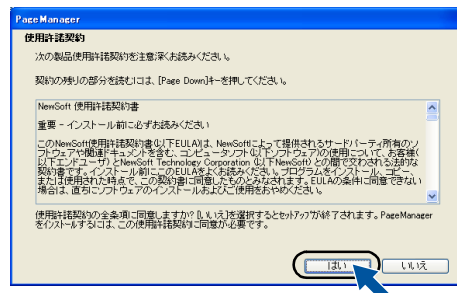 PageManager
使用許諾契約
次の製品使用許諾契約を注意深くお読みください。
契約の残りの部分を読むには、[Page Down]キーを押してください。
NewSoft 使用許諾契約書
重要 - インストール前に必ずお読みください
このNewSoft使用許諾契約書(以下EULA)は、NewSoftによって提供されるサードパーティ所有のソ
フトウェアや関連ドキュメントを含む、コンピュータソフト(以下ソフトウェア)の使用について、お客様(
以下エンドユーザ)とNewSoft Technology Corporation (以下NewSoft) との間で交わされる法的な
契約書です。インストール前にこのEULAをよくお読みください。プログラムをインストール、コピー、
または使用された時点で、この契約書に同意したものとみなされます。EULAの条件に同意できない
場合は、直ちにソフトウェアのインストールおよびご使用をおやめください。
使用許諾契約の全条項に同意しますか? [いいえ]を選択するとセットアップが終了されます。PageManager
をインストールするには、この使用許諾契約に同意が必要です。
はい
いいえ